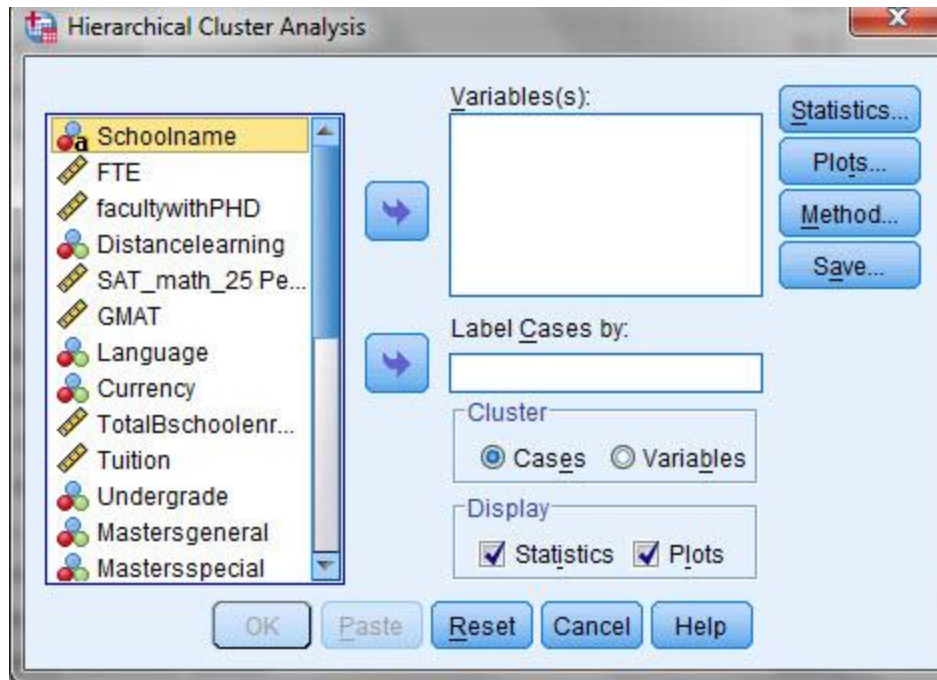 Hierarchical Cluster Analysis
Schoolname
FTE
facultywithPHD
Distancelearning
SAT_math_25 Pe...
GMAT
Language
Currency
TotalBschoolenr...
Tuition
Undergrade
Mastersgeneral
Mastersspecial
Variables(s):
Label Cases by:
Cluster
Cases Variables
Display
Statistics Plots
Statistics...
Plots...
Method...
Save...
OK Paste Reset Cancel Help